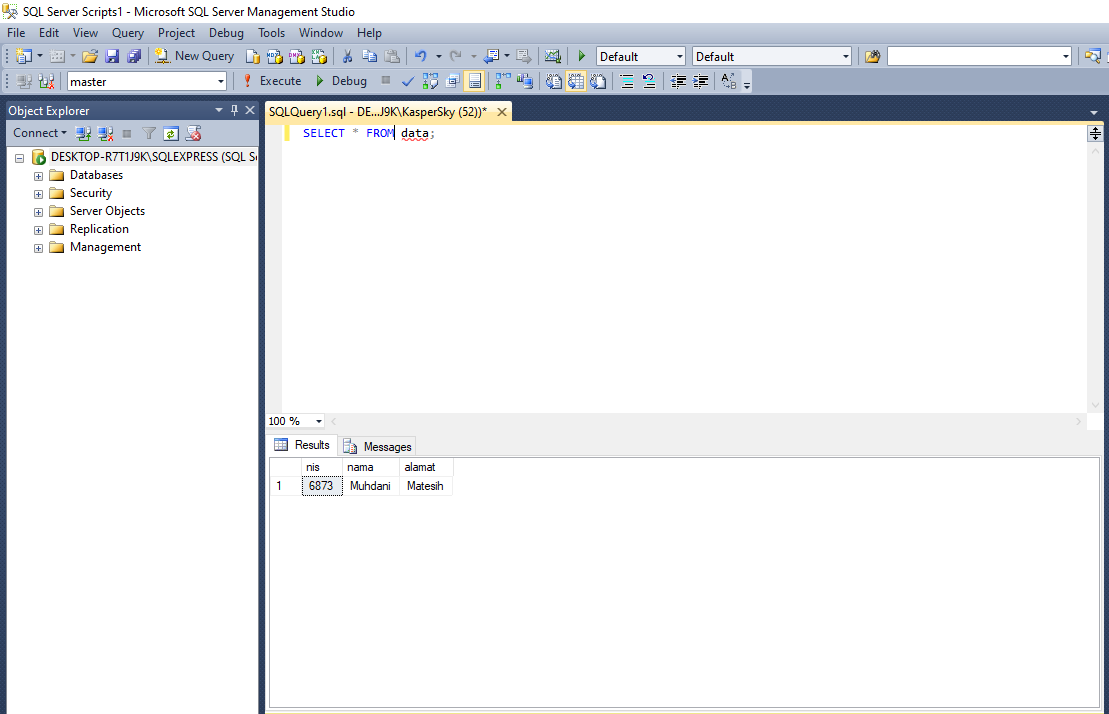 SQL Server Scripts1 - Microsoft SQL Server Management Studio
File Edit View Query Project Debug Tools Window Help
New Query Default Default
master Execute Debug
Object Explorer
SQLQuery1.sql - DE...J9K\KasperSky (52))*
Connect
SELECT * FROM data;
DESKTOP-R7T1J9K\SQLEXPRESS (SQL S
Databases
Security
Server Objects
Replication
Management
100 %
Results Messages
nis nama alamat
1 6873 Muhdani Matesih